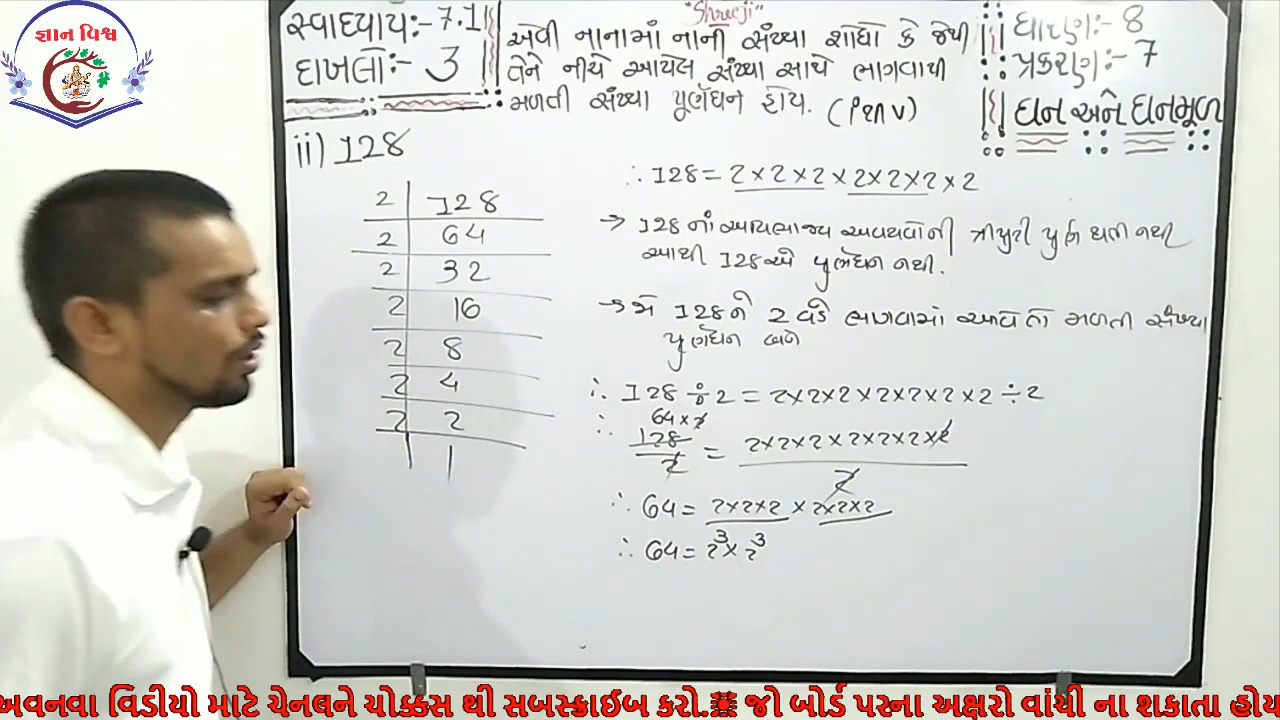 જ્ઞાન વિશ્વ
"Shreeji"
સ્વાધ્યાય:- 7.1
દાખલો:- 3
એવી નાનામાં નાની સંખ્યા શોધો કે જેથી
તેને નીચે આપેલ સંખ્યા સાથે ભાગવાથી
મળતી સંખ્યા પૂર્ણઘન હોય. (i થી v)
ધોરણ:- 8
પ્રકરણ:- 7
ઘન અને ઘનમૂળ
ii) 128
2 | 128
2 | 64
2 | 32
2 | 16
2 | 8
2 | 4
2 | 2
1
∴ 128 = 2×2×2×2×2×2×2
→ 128 નાં અવિભાજ્ય અવયવોની ત્રીપુટી પુર્ણ થતી નથી
આથી 128 એ પુર્ણઘન નથી.
→ જો 128 ને 2 વડે ભાગવામાં આવે તો મળતી સંખ્યા
પુર્ણઘન બને
∴ 128 ÷ 2 = 2×2×2×2×2×2×2 ÷ 2
64 × 2
∴ 128/2 = 2×2×2×2×2×2×2/2
∴ 64 = 2×2×2 × 2×2×2
∴ 64 = 2³ × 2³
અવનવા વિડીયો માટે ચેનલને ચોક્કસ થી સબસ્ક્રાઈબ કરો. જો બોર્ડ પરના અક્ષરો વાંચી ના શકાતા હોય